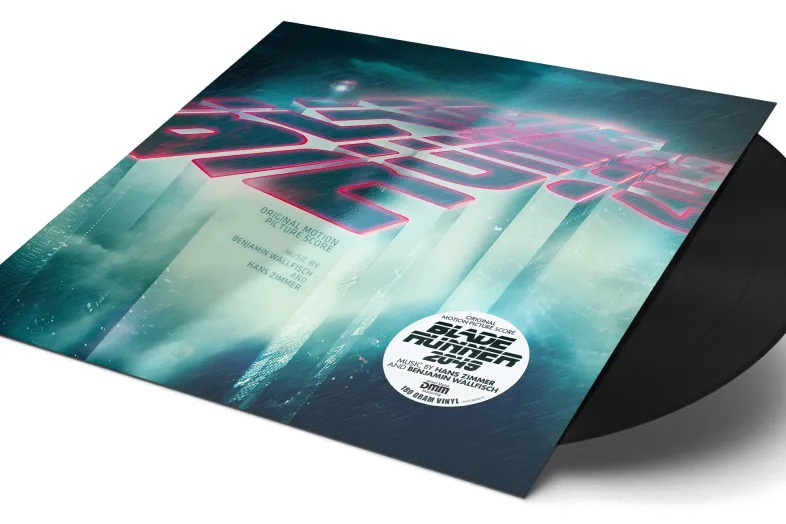 ORIGINAL MOTION
PICTURE SCORE
MUSIC BY
BENJAMIN WALLFISCH
AND
HANS ZIMMER
ORIGINAL
MOTION PICTURE SCORE
BLADE
RUNNER
2049
MUSIC BY HANS ZIMMER
AND BENJAMIN WALLFISCH
DMM
180 GRAM VINYL